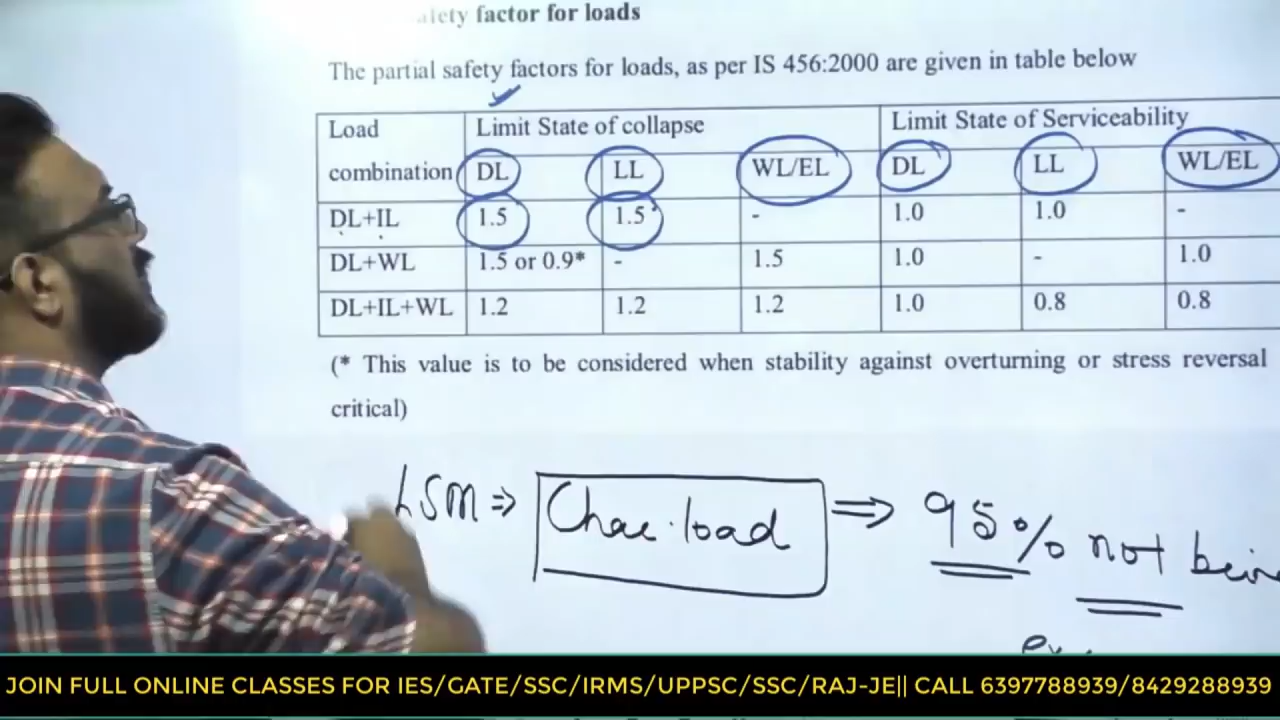 safety factor for loads
The partial safety factors for loads, as per IS 456:2000 are given in table below
Load combination Limit State of collapse Limit State of Serviceability
DL LL WL/EL DL LL WL/EL
DL+IL 1.5 1.5 - 1.0 1.0 -
DL+WL 1.5 or 0.9* - 1.5 1.0 - 1.0
DL+IL+WL 1.2 1.2 1.2 1.0 0.8 0.8
(* This value is to be considered when stability against overturning or stress reversal
critical)
LSM ⇒ Chac. load ⇒ 95% not being
JOIN FULL ONLINE CLASSES FOR IES/GATE/SSC/IRMS/UPPSC/SSC/RAJ-JE|| CALL 6397788939/8429288939